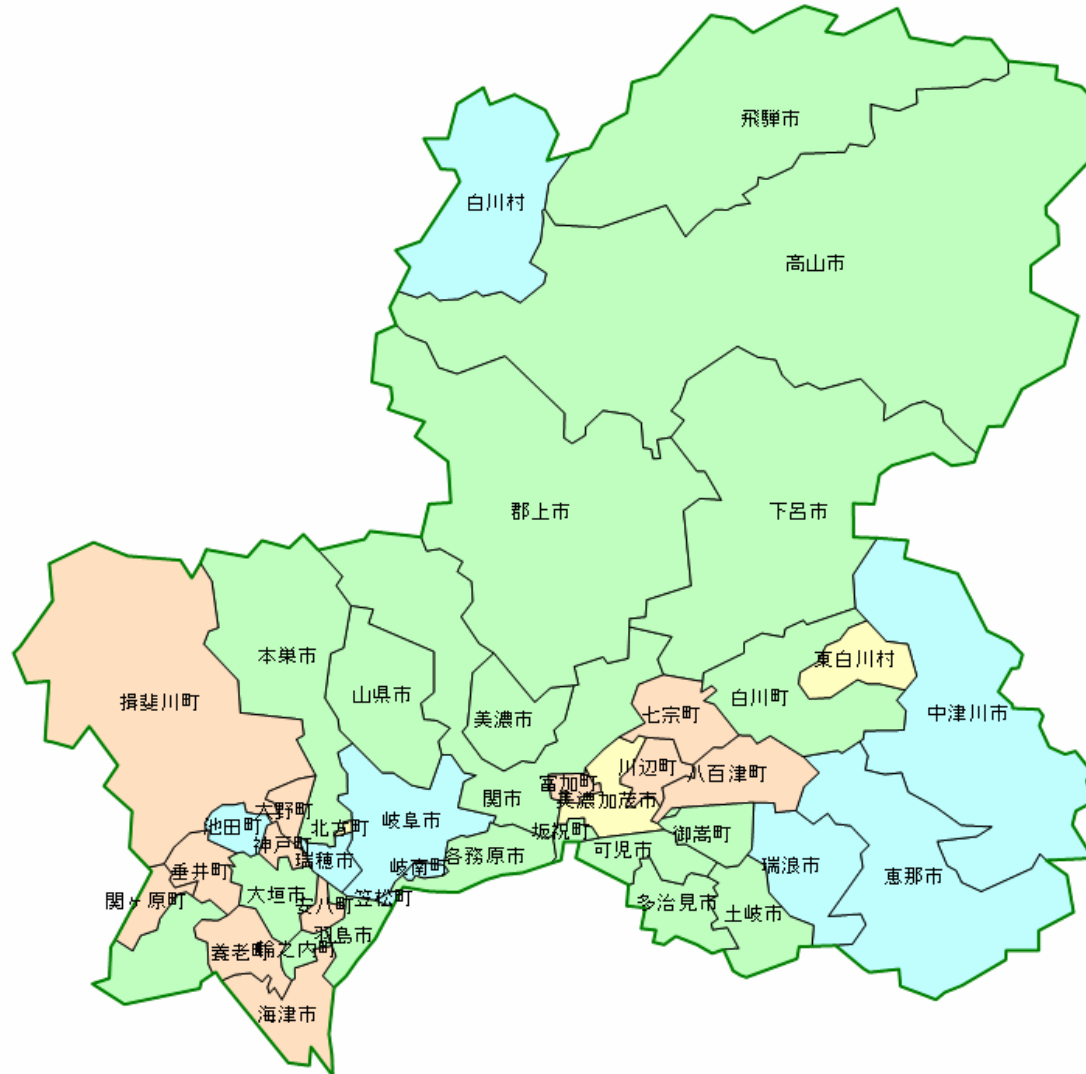 飛騨市
白川村
高山市
郡上市
下呂市
本巣市
東白川村
山県市
白川町
揖斐川町
美濃市
七宗町
中津川市
川辺町
八百津町
富加町
関市
美濃加茂市
大野町
池田町
北方町
岐阜市
坂祝町
御嵩町
神戸町
可児市
各務原市
瑞穂市
岐南町
瑞浪市
垂井町
恵那市
大垣市
笠松町
関ヶ原町
安八町
多治見市
土岐市
羽島市
養老町
輪之内町
海津市